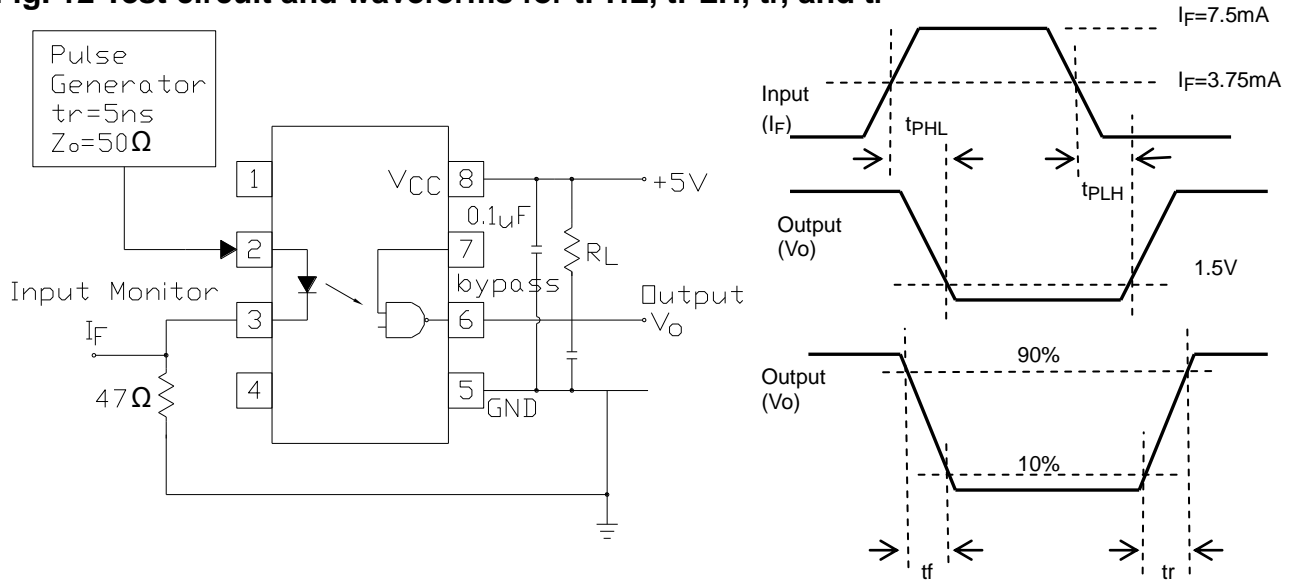 Fig. 12 Test circuit and waveforms for tPHL, tPLH, tr, and tf
Pulse
Generator
tr=5ns
Zo=50Ω
1
2
3
4
VCC 8
7
6
5
GND
0.1uF
bypass
RL
+5V
Output
Vo
Input Monitor
IF
47Ω
Input
(IF)
IF=7.5mA
IF=3.75mA
tPHL
tPLH
Output
(Vo)
1.5V
Output
(Vo)
90%
10%
tf
tr